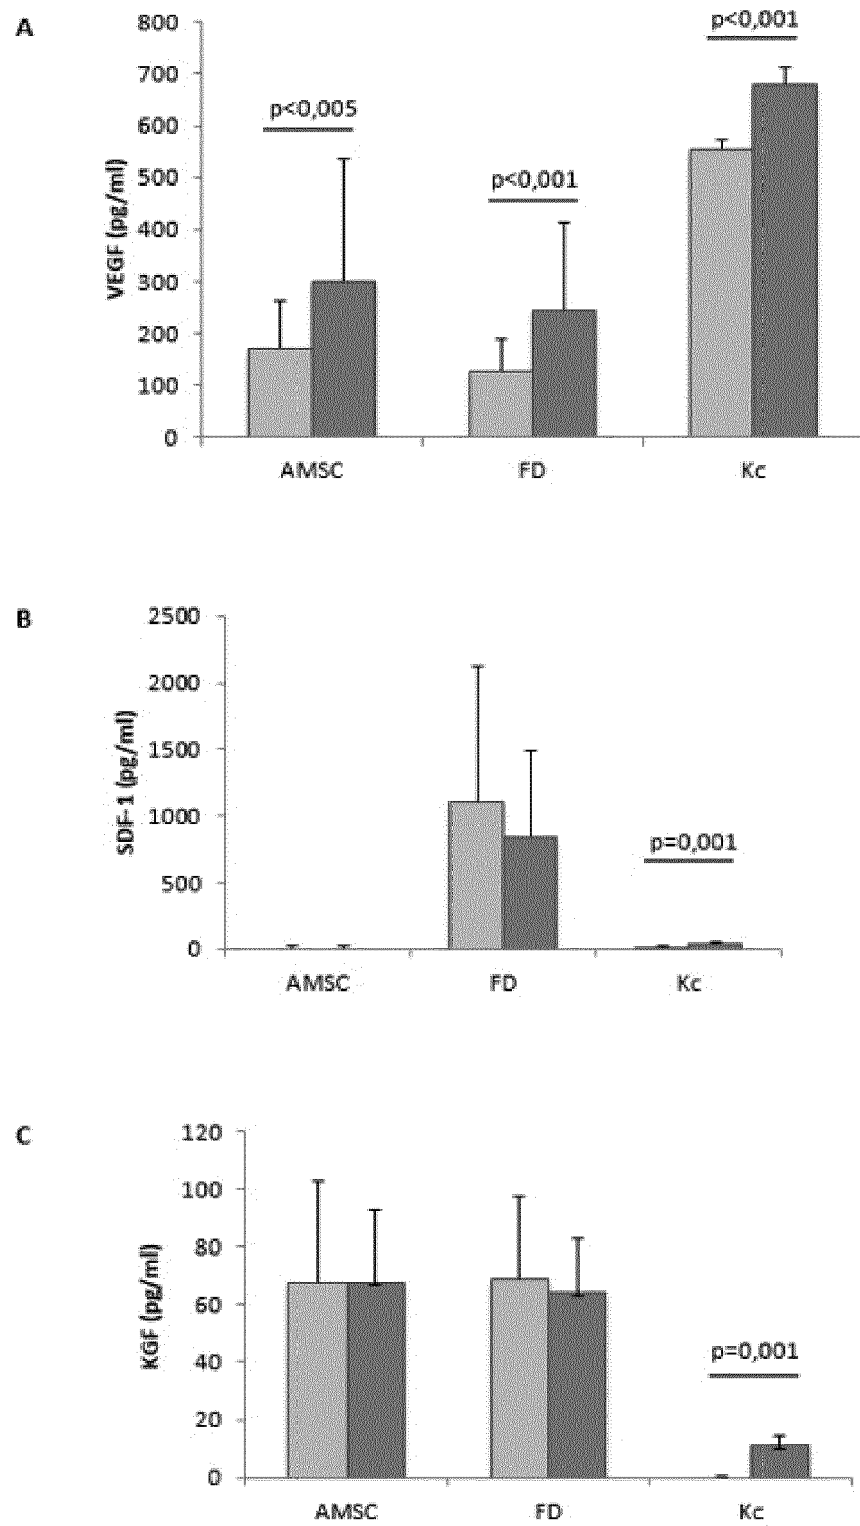 A
800
p<0,001
700
p<0,005
600
p<0,001
500
400
300
200
100
0
VEGF (pg/ml)
AMSC FD Kc
B
2500
2000
1500
1000
p=0,001
500
0
SDF-1 (pg/ml)
AMSC FD Kc
C
120
100
80
60
40
p=0,001
20
0
KGF (pg/ml)
AMSC FD Kc